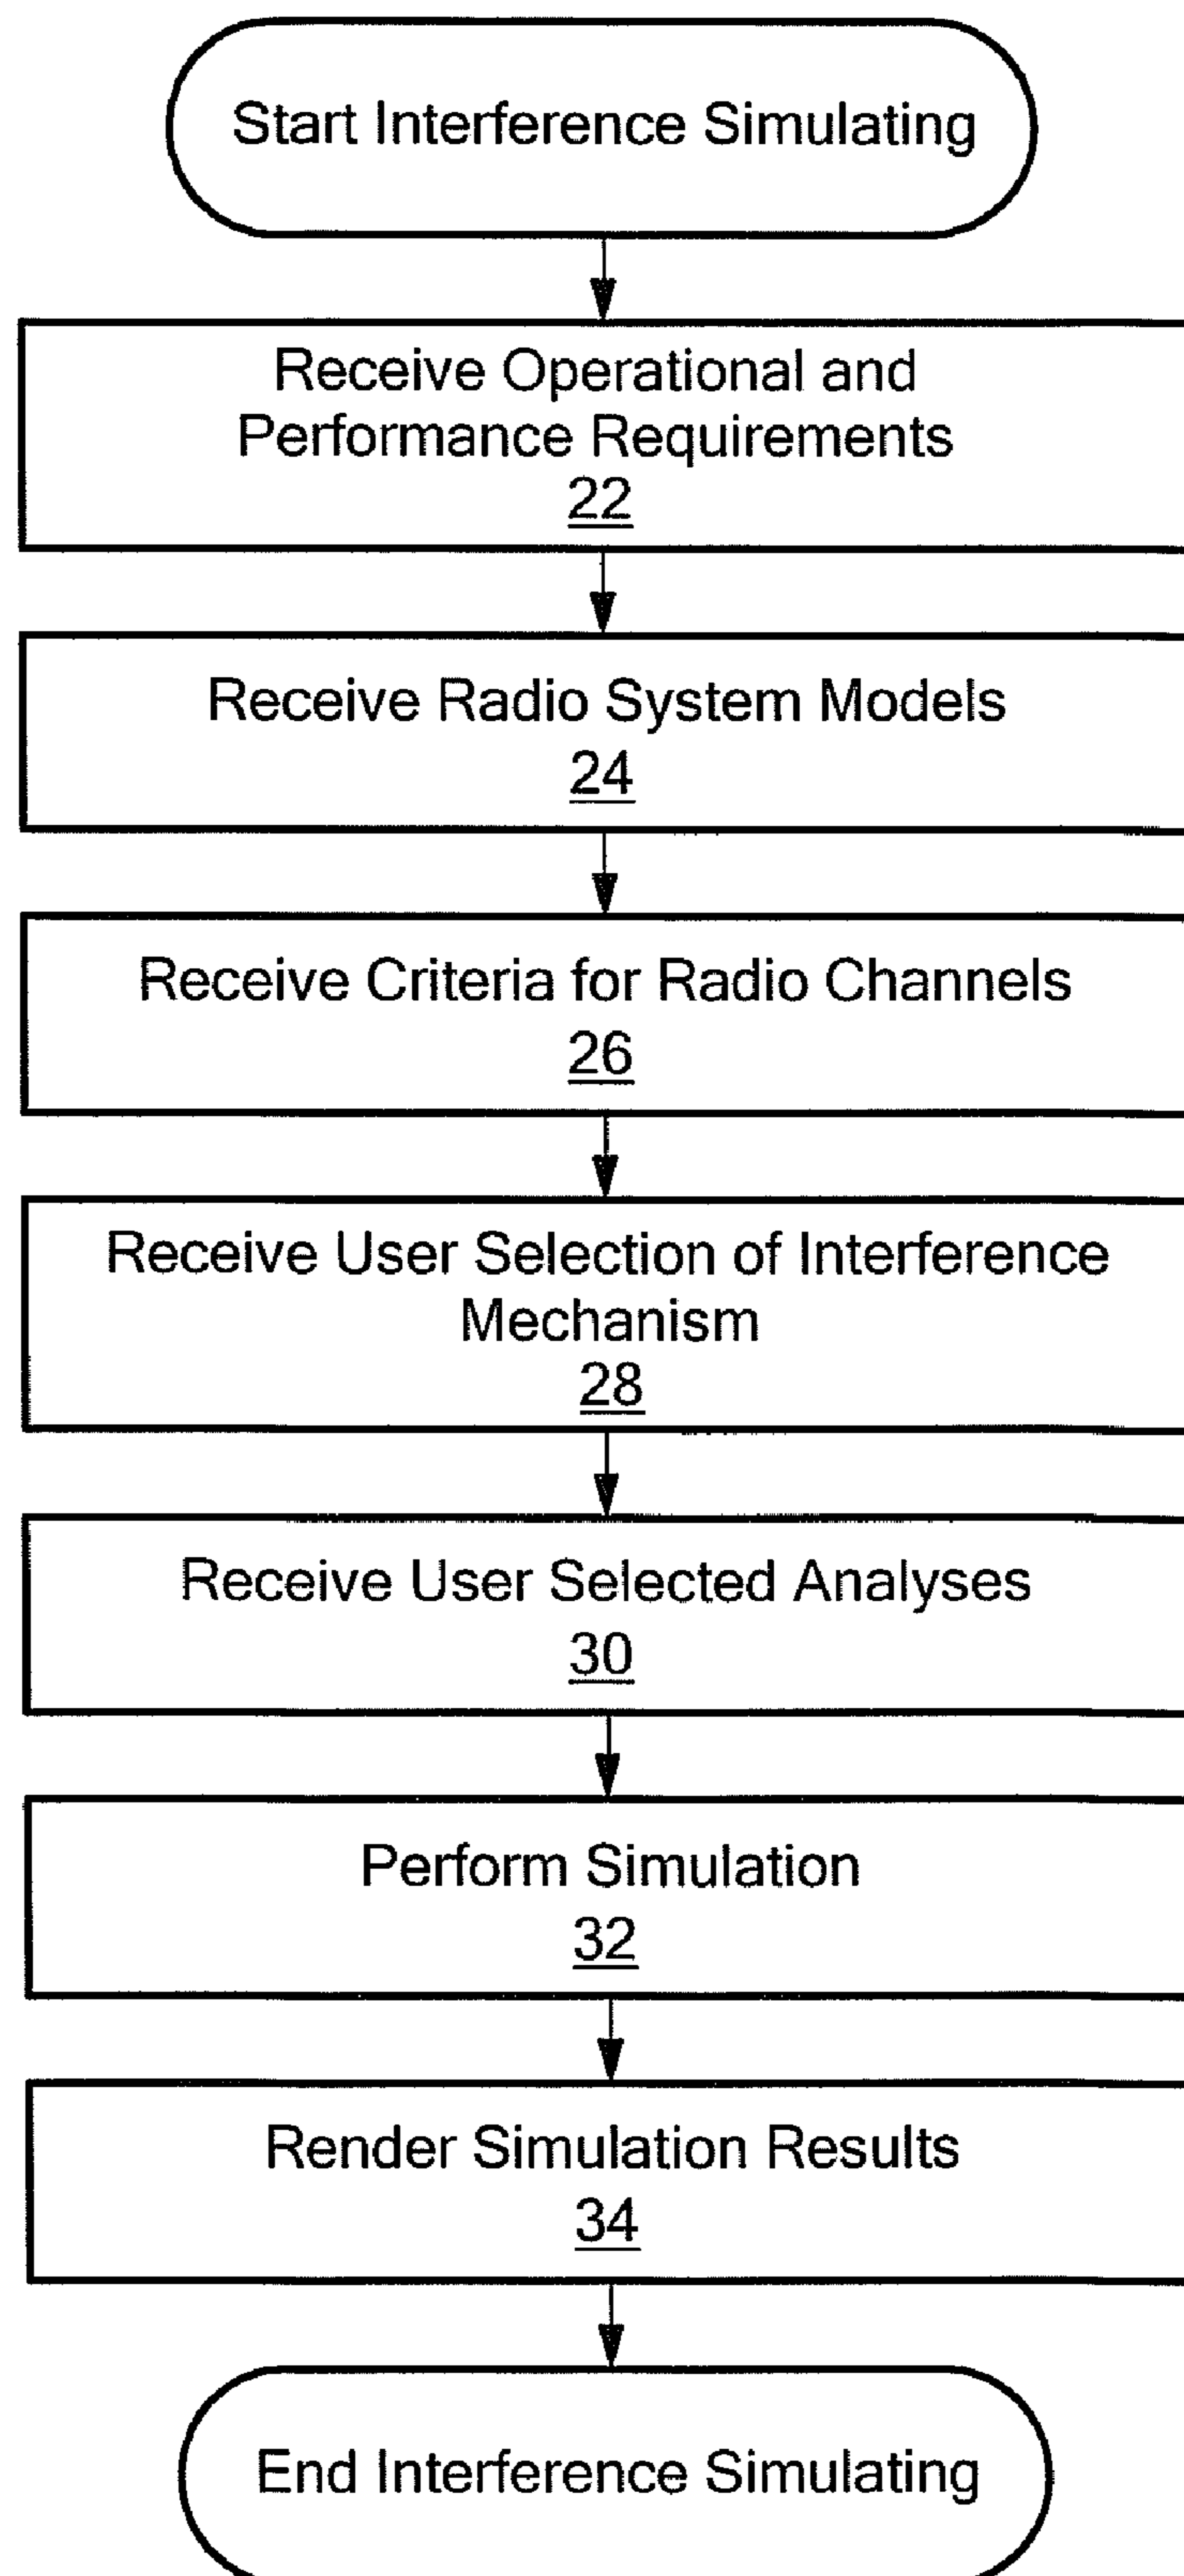 Start Interference Simulating
Receive Operational and
Performance Requirements
22
Receive Radio System Models
24
Receive Criteria for Radio Channels
26
Receive User Selection of Interference
Mechanism
28
Receive User Selected Analyses
30
Perform Simulation
32
Render Simulation Results
34
End Interference Simulating